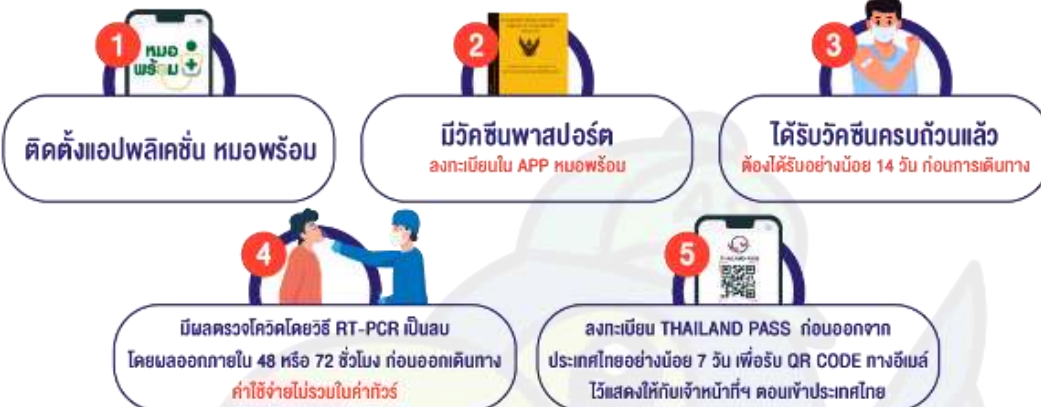 1
หมอ
พร้อม
ติดตั้งแอปพลิเคชั่น หมอพร้อม
2
มีวัคซีนพาสปอร์ต
ลงทะเบียนใน APP หมอพร้อม
3
ได้รับวัคซีนครบถ้วนแล้ว
ต้องได้รับอย่างน้อย 14 วัน ก่อนการเดินทาง
4
มีผลตรวจโควิดโดยวิธี RT-PCR เป็นลบ
โดยผลออกภายใน 48 หรือ 72 ชั่วโมง ก่อนออกเดินทาง
ค่าใช้จ่ายไม่รวมในค่าทัวร์
5
THAILAND PASS
ลงทะเบียน THAILAND PASS ก่อนออกจาก
ประเทศไทยอย่างน้อย 7 วัน เพื่อรับ QR CODE ทางอีเมล์
ไว้แสดงให้กับเจ้าหน้าที่ฯ ตอนเข้าประเทศไทย